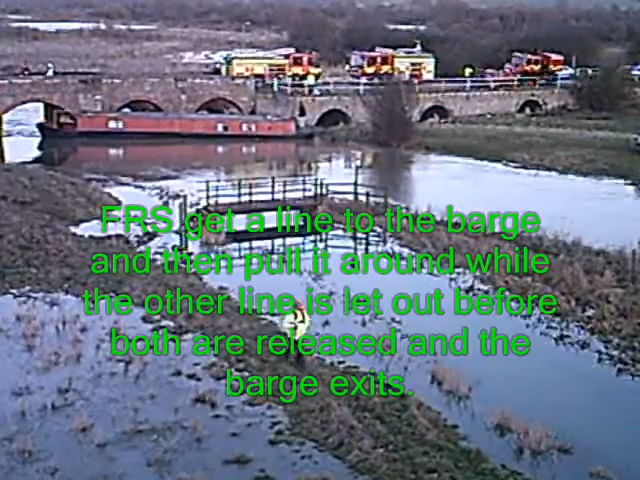 FRS get a line to the barge
and then pull it around while
the other line is let out before
both are released and the
barge exits.